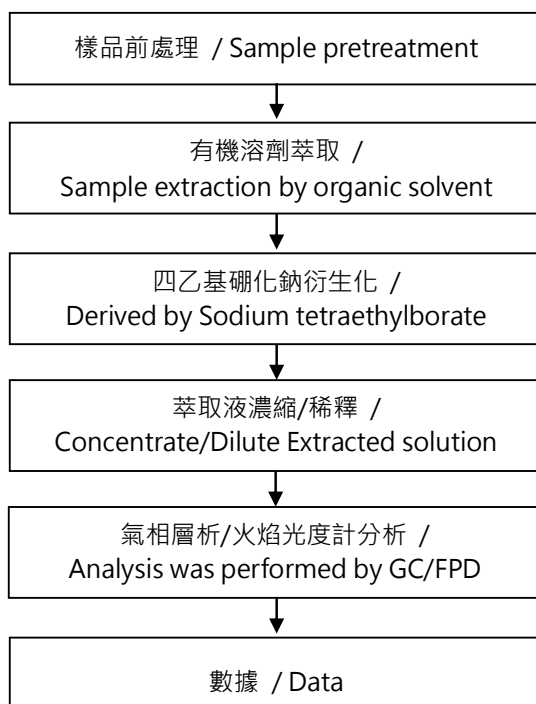 樣品前處理 / Sample pretreatment
有機溶劑萃取 /
Sample extraction by organic solvent
四乙基硼化鈉衍生化 /
Derived by Sodium tetraethylborate
萃取液濃縮/稀釋 /
Concentrate/Dilute Extracted solution
氣相層析/火焰光度計分析 /
Analysis was performed by GC/FPD
數據 / Data